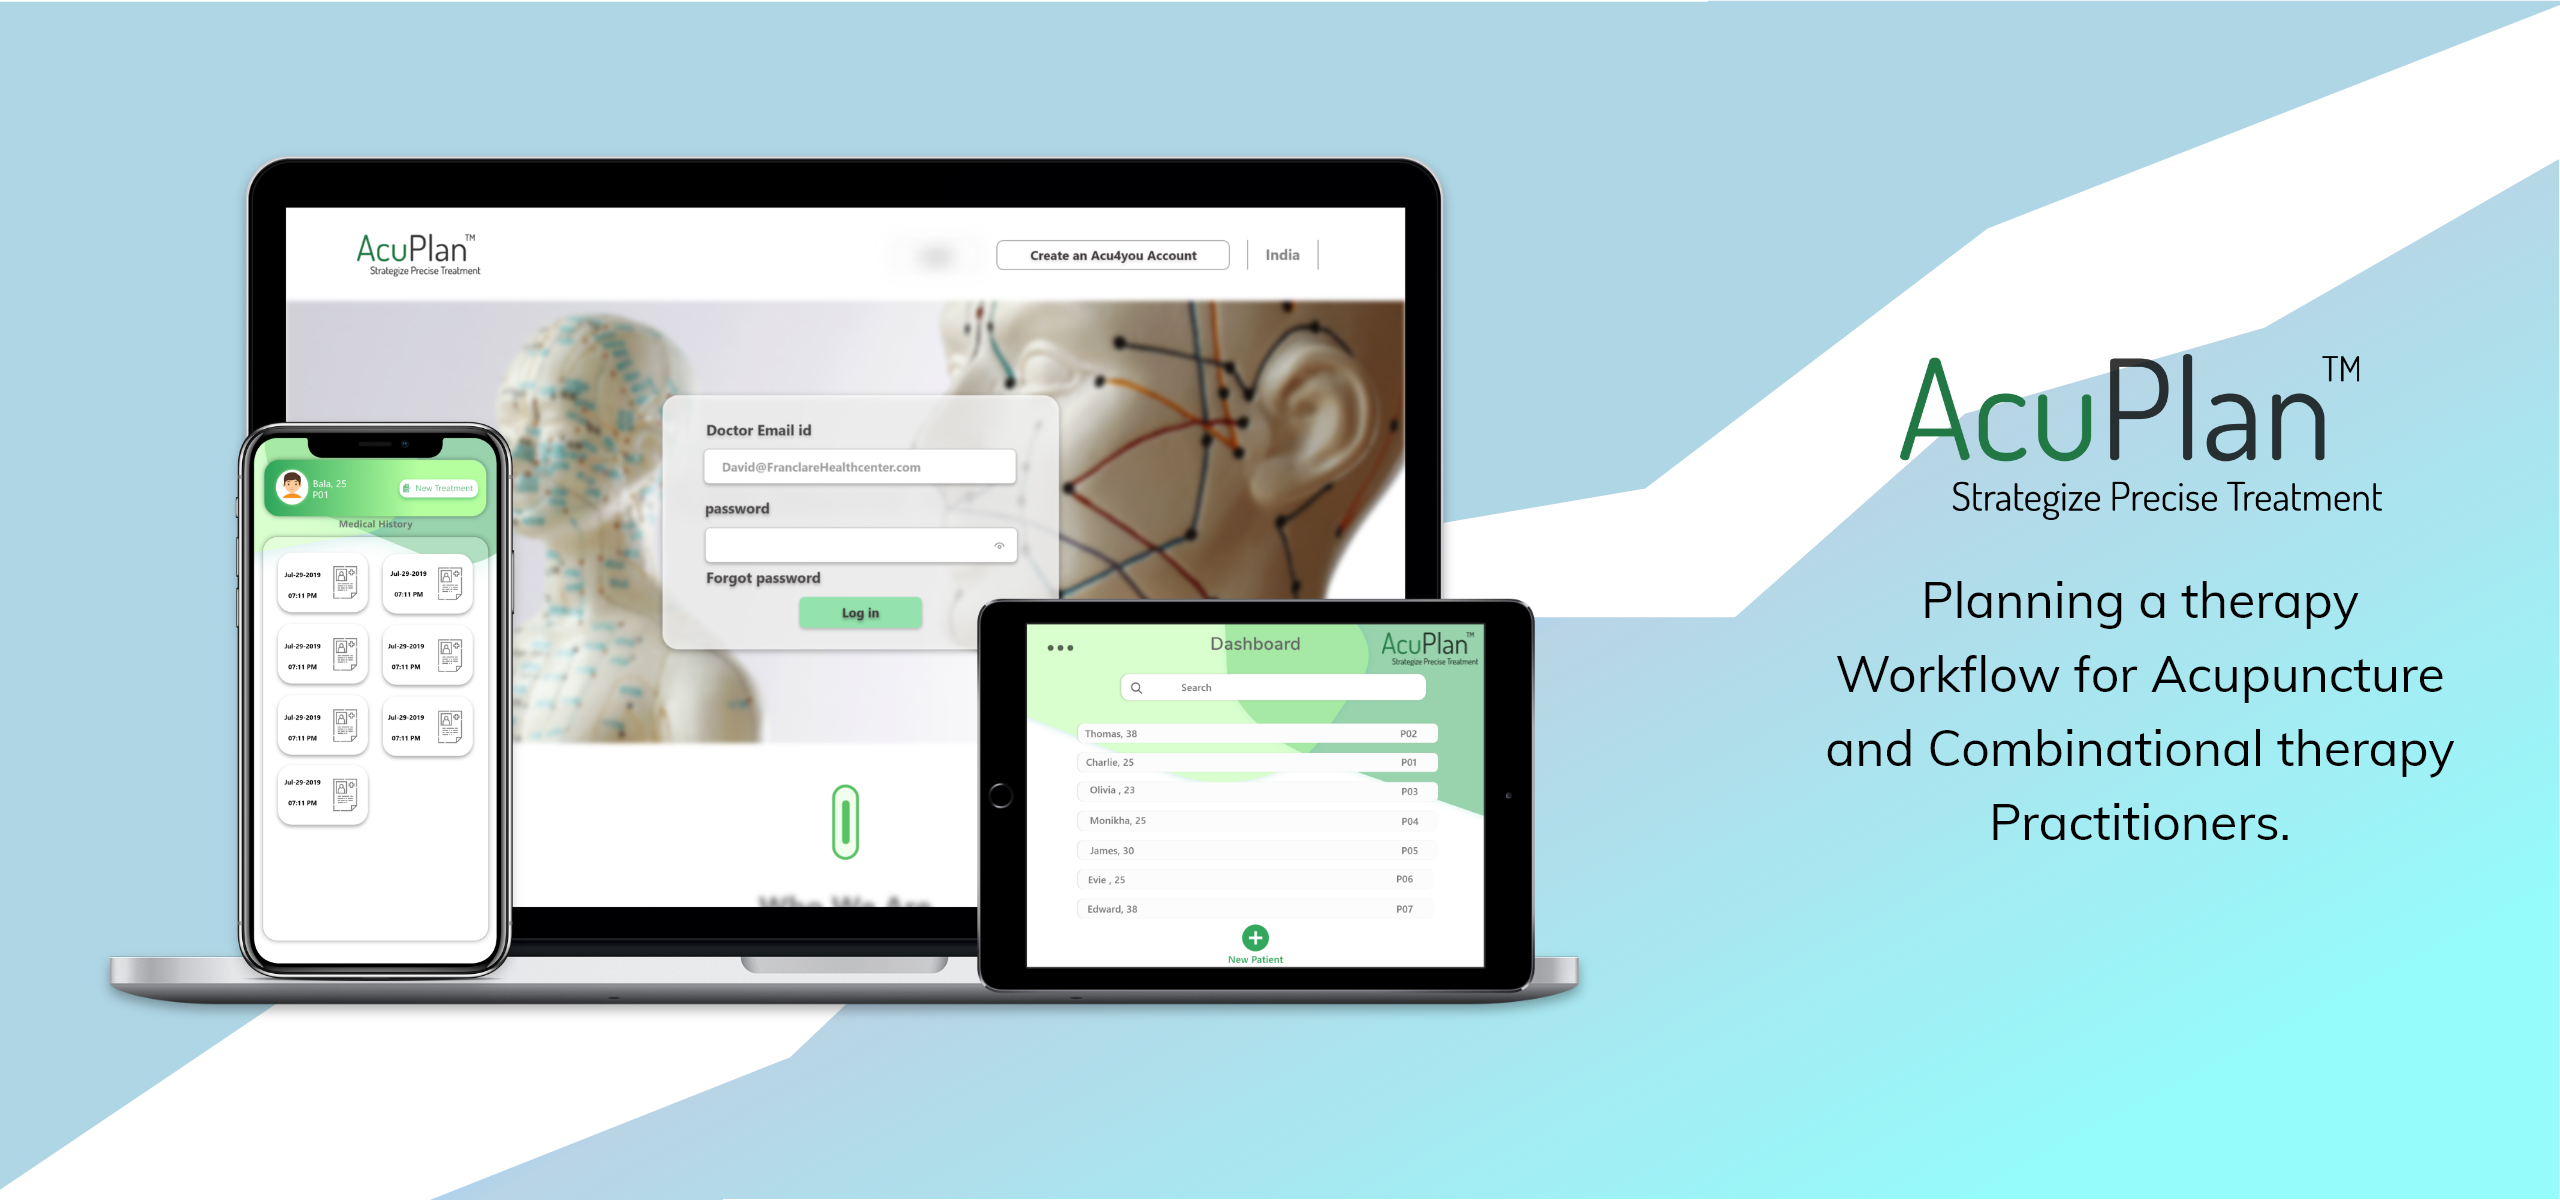 AcuPlan™
Strategize Precise Treatment
Create an Acu4you Account
India
Doctor Email id
David@FranclareHealthcenter.com
password
Forgot password
Log in
Who We Are
Bala, 25
P01
New Treatment
Medical History
Jul-29-2019
07:11 PM
Jul-29-2019
07:11 PM
Jul-29-2019
07:11 PM
Jul-29-2019
07:11 PM
Jul-29-2019
07:11 PM
Jul-29-2019
07:11 PM
Jul-29-2019
07:11 PM
Dashboard
AcuPlan™
Strategize Precise Treatment
Search
Thomas, 38 P02
Charlie, 25 P01
Olivia , 23 P03
Monikha, 25 P04
James, 30 P05
Evie , 25 P06
Edward, 38 P07
New Patient
AcuPlan™
Strategize Precise Treatment
Planning a therapy
Workflow for Acupuncture
and Combinational therapy
Practitioners.